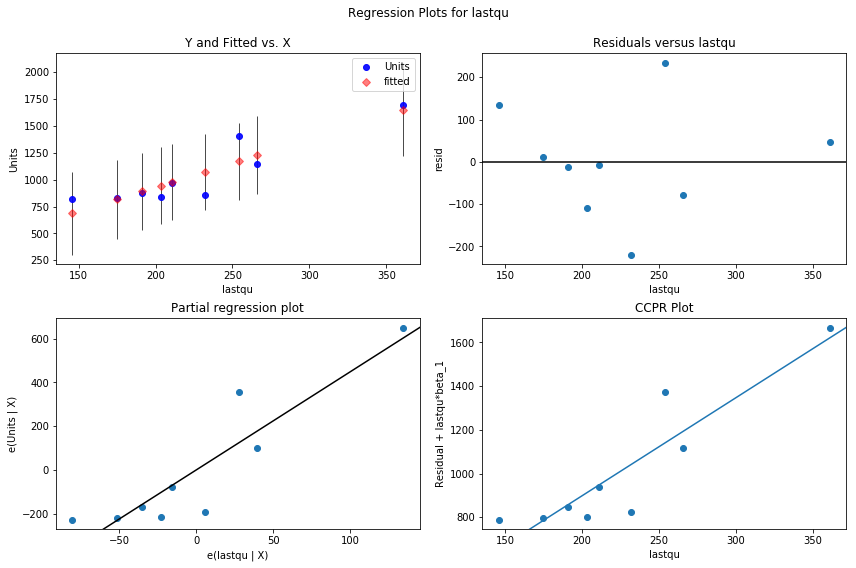 Regression Plots for lastqu
Y and Fitted vs. X
Units
fitted
2000
1750
1500
1250
1000
750
500
250
Units
150
200
250
300
350
lastqu
Residuals versus lastqu
200
100
0
−100
−200
resid
150
200
250
300
350
lastqu
Partial regression plot
600
400
200
0
−200
e(Units | X)
−50
0
50
100
e(lastqu | X)
CCPR Plot
1600
1400
1200
1000
800
Residual + lastqu*beta_1
150
200
250
300
350
lastqu